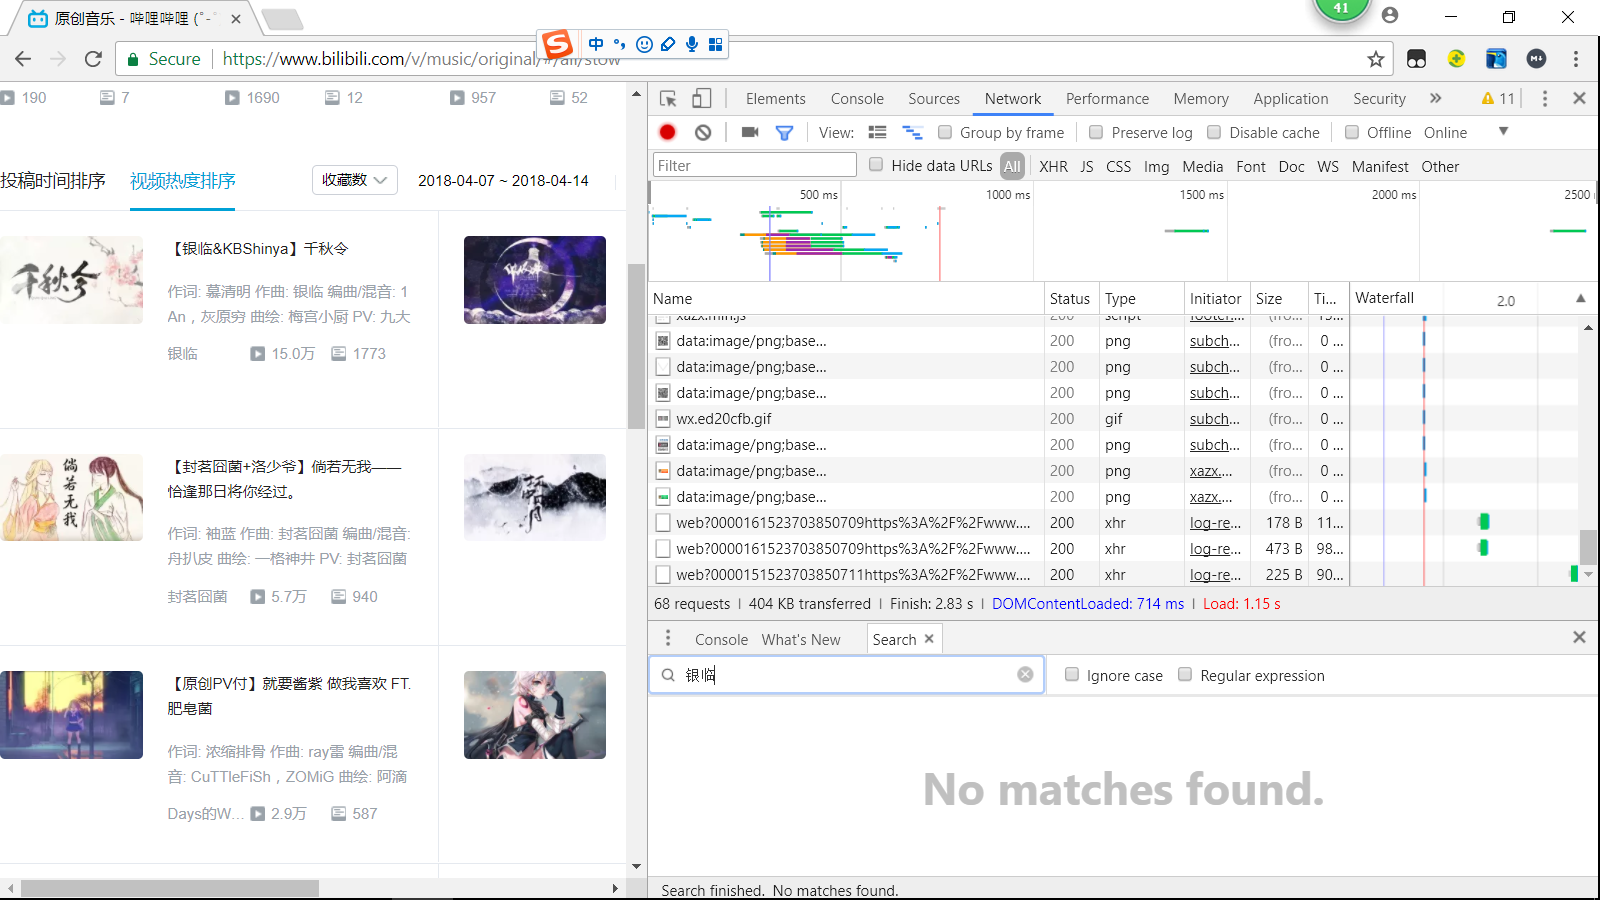 原创音乐 - 哔哩哔哩 (゜-゜
41
Secure
https://www.bilibili.com/v/music/original/#/all/stow
中
190 7 1690 12 957 52
投稿时间排序 视频热度排序 收藏数 2018-04-07 ~ 2018-04-14
【银临&KBShinya】千秋令
作词: 慕清明 作曲: 银临 编曲/混音: 1
An，灰原穷 曲绘: 梅宫小厨 PV: 九大
银临 15.0万 1773
千秋令
【封茗囧菌+洛少爷】倘若无我——
恰逢那日将你经过。
作词: 袖蓝 作曲: 封茗囧菌 编曲/混音:
舟扒皮 曲绘: 一格神井 PV: 封茗囧菌
封茗囧菌 5.7万 940
倘若无我
【原创PV付】就要酱紫 做我喜欢 FT.
肥皂菌
作词: 浓缩排骨 作曲: ray雷 编曲/混
音: CuTTleFiSh，ZOMiG 曲绘: 阿滴
Days的W... 2.9万 587
Elements Console Sources Network Performance Memory Application Security » 11
View: Group by frame Preserve log Disable cache Offline Online
Filter Hide data URLs All XHR JS CSS Img Media Font Doc WS Manifest Other
500 ms 1000 ms 1500 ms 2000 ms 2500
Name Status Type Initiator Size Ti... Waterfall 2.0
xazx.min.js script footer....
data:image/png;base... 200 png subch... (fro... 0 ...
data:image/png;base... 200 png subch... (fro... 0 ...
data:image/png;base... 200 png subch... (fro... 0 ...
wx.ed20cfb.gif 200 gif subch... (fro... 0 ...
data:image/png;base... 200 png subch... (fro... 0 ...
data:image/png;base... 200 png xazx.... (fro... 0 ...
data:image/png;base... 200 png xazx.... (fro... 0 ...
web?0000161523703850709https%3A%2F%2Fwww.... 200 xhr log-re... 178 B 11...
web?0000161523703850709https%3A%2F%2Fwww.... 200 xhr log-re... 473 B 98...
web?0000151523703850711https%3A%2F%2Fwww.... 200 xhr log-re... 225 B 90...
68 requests | 404 KB transferred | Finish: 2.83 s | DOMContentLoaded: 714 ms | Load: 1.15 s
Console What's New Search
银临 Ignore case Regular expression
No matches found.
Search finished. No matches found.